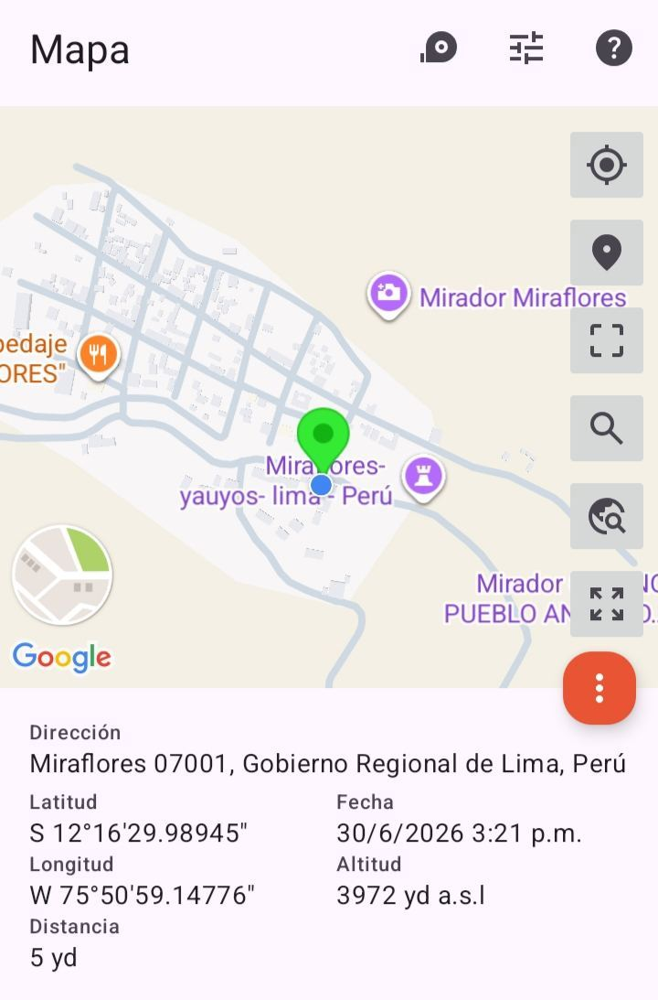 Mapa
Mirador Miraflores
pedaje
ORES"
Miraflores-
yauyos- lima - Perú
Mirador
PUEBLO AN
Google
Dirección
Miraflores 07001, Gobierno Regional de Lima, Perú
Latitud
Fecha
S 12°16'29.98945"
30/6/2026 3:21 p.m.
Longitud
Altitud
W 75°50'59.14776"
3972 yd a.s.l
Distancia
5 yd